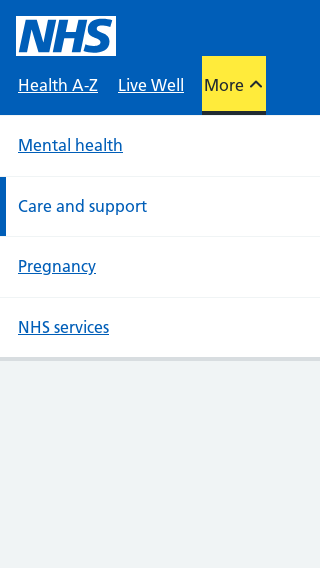 NHS
Health A-Z Live Well More
Mental health
Care and support
Pregnancy
NHS services